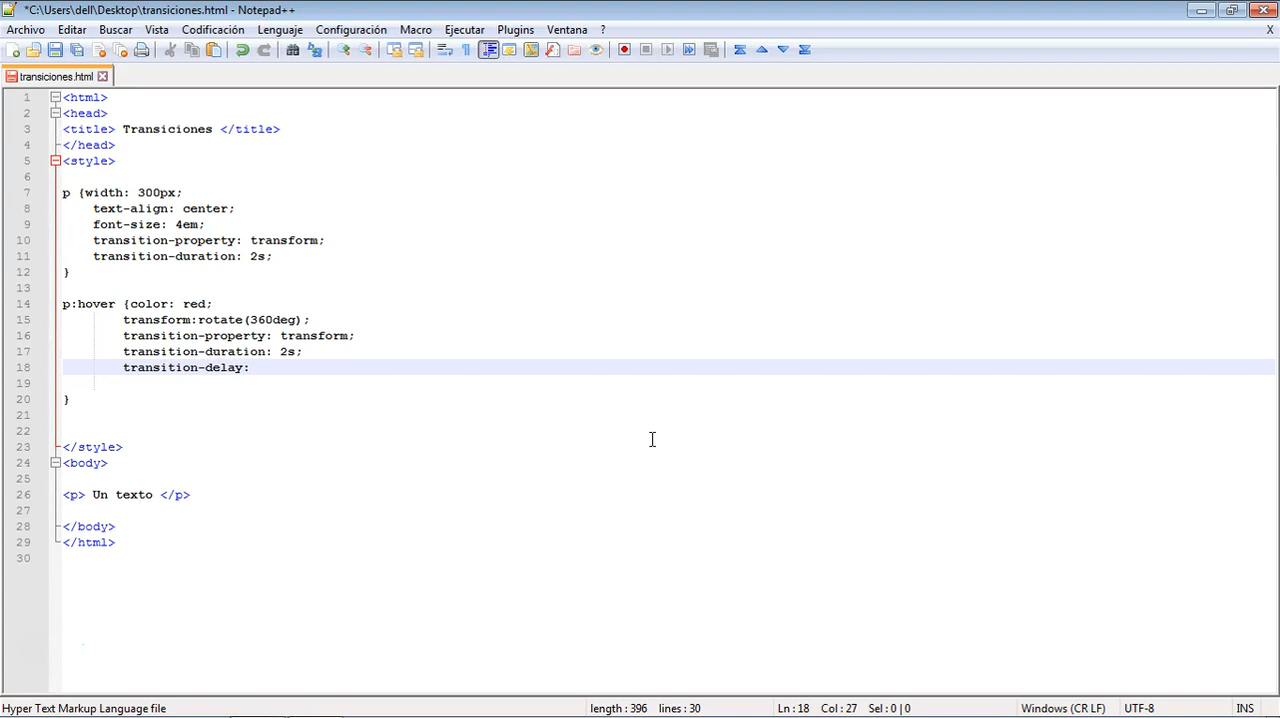 *C:\Users\dell\Desktop\transiciones.html - Notepad++
Archivo Editar Buscar Vista Codificación Lenguaje Configuración Macro Ejecutar Plugins Ventana ? X
transiciones.html
1 <html>
2 <head>
3 <title> Transiciones </title>
4 </head>
5 <style>
6
7 p {width: 300px;
8 text-align: center;
9 font-size: 4em;
10 transition-property: transform;
11 transition-duration: 2s;
12 }
13
14 p:hover {color: red;
15 transform:rotate(360deg);
16 transition-property: transform;
17 transition-duration: 2s;
18 transition-delay:
19
20 }
21
22
23 </style>
24 <body>
25
26 <p> Un texto </p>
27
28 </body>
29 </html>
30
Hyper Text Markup Language file length : 396 lines : 30 Ln : 18 Col : 27 Sel : 0 | 0 Windows (CR LF) UTF-8 INS